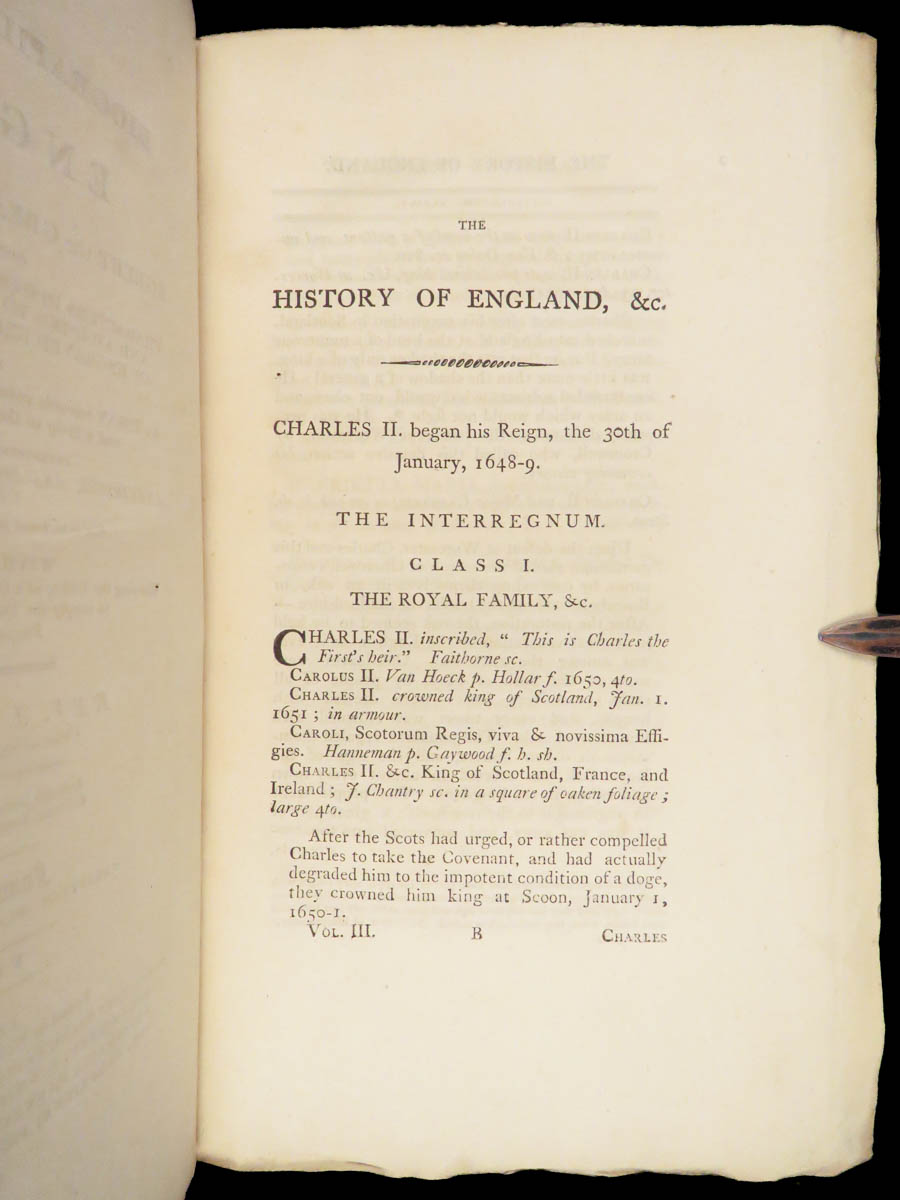 THE
HISTORY OF ENGLAND, &c.
CHARLES II. began his Reign, the 30th of
January, 1648-9.
THE INTERREGNUM.
CLASS I.
THE ROYAL FAMILY, &c.
CHARLES II. inscribed, “ This is Charles the
First's heir.” Faithorne sc.
CAROLUS II. Van Hoeck p. Hollar f. 1650, 4to.
CHARLES II. crowned king of Scotland, Jan. 1.
1651 ; in armour.
CAROLI, Scotorum Regis, viva & novissima Effi-
gies. Hanneman p. Gaywood f. h. sh.
CHARLES II. &c. King of Scotland, France, and
Ireland ; J. Chantry sc. in a square of oaken foliage ;
large 4to.
After the Scots had urged, or rather compelled
Charles to take the Covenant, and had actually
degraded him to the impotent condition of a doge,
they crowned him king at Scoon, January 1,
1650-1.
VOL. III. B CHARLES